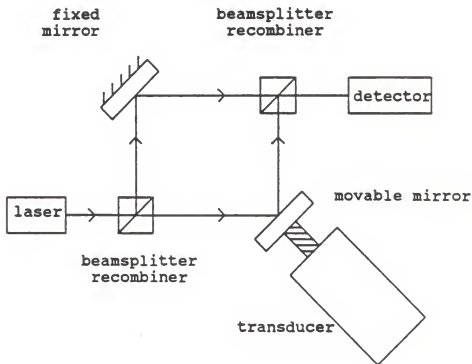 fixed
mirror
beamsplitter
recombiner
detector
laser
movable mirror
beamsplitter
recombiner
transducer